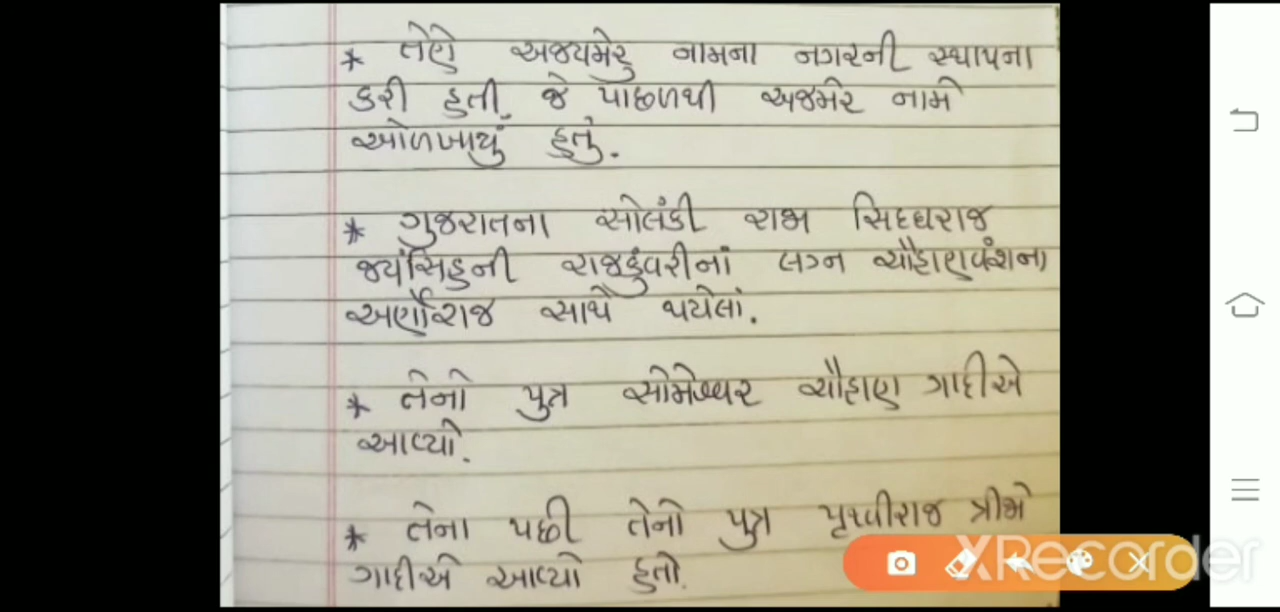 * તેણે અજયમેરુ નામના નગરની સ્થાપના
કરી હતી. જે પાછળથી અજમેર નામે
ઓળખાયું હતું.
* ગુજરાતના સોલંકી રાજા સિદ્ધરાજ
જયંસિહની રાજકુંવરીનાં લગ્ન ચૌહાણવંશના
અર્ણોરાજ સાથે થયેલાં.
* તેનો પુત્ર સોમેશ્વર ચૌહાણ ગાદીએ
આવ્યો.
* તેના પછી તેનો પુત્ર પૃથ્વીરાજ ત્રીજો
ગાદીએ આવ્યો હતો.
XRecorder